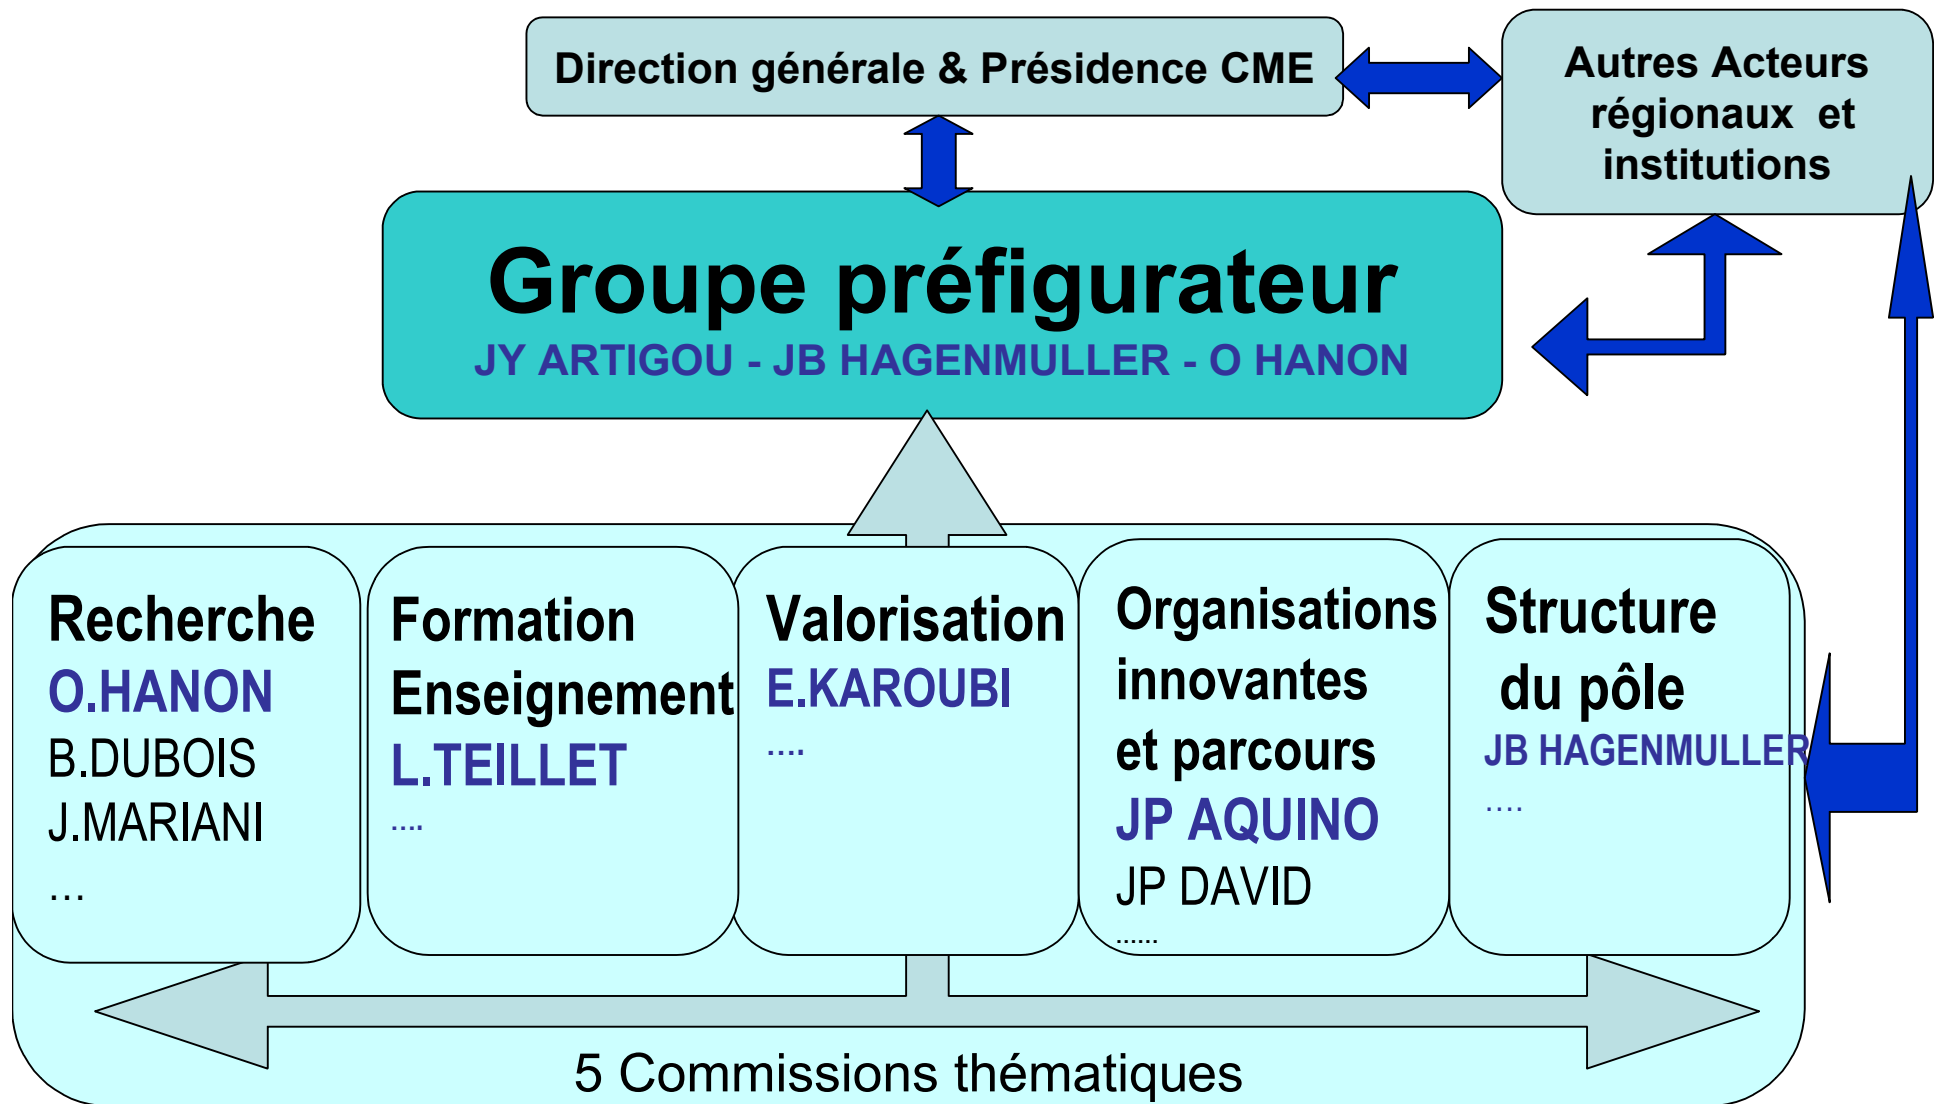 Direction générale & Présidence CME
Autres Acteurs
régionaux et
institutions
Groupe préfigurateur
JY ARTIGOU - JB HAGENMULLER - O HANON
Recherche
O.HANON
B.DUBOIS
J.MARIANI
...
Formation
Enseignement
L.TEILLET
....
Valorisation
E.KAROUBI
....
Organisations
innovantes
et parcours
JP AQUINO
JP DAVID
......
Structure
du pôle
JB HAGENMULLER
....
5 Commissions thématiques